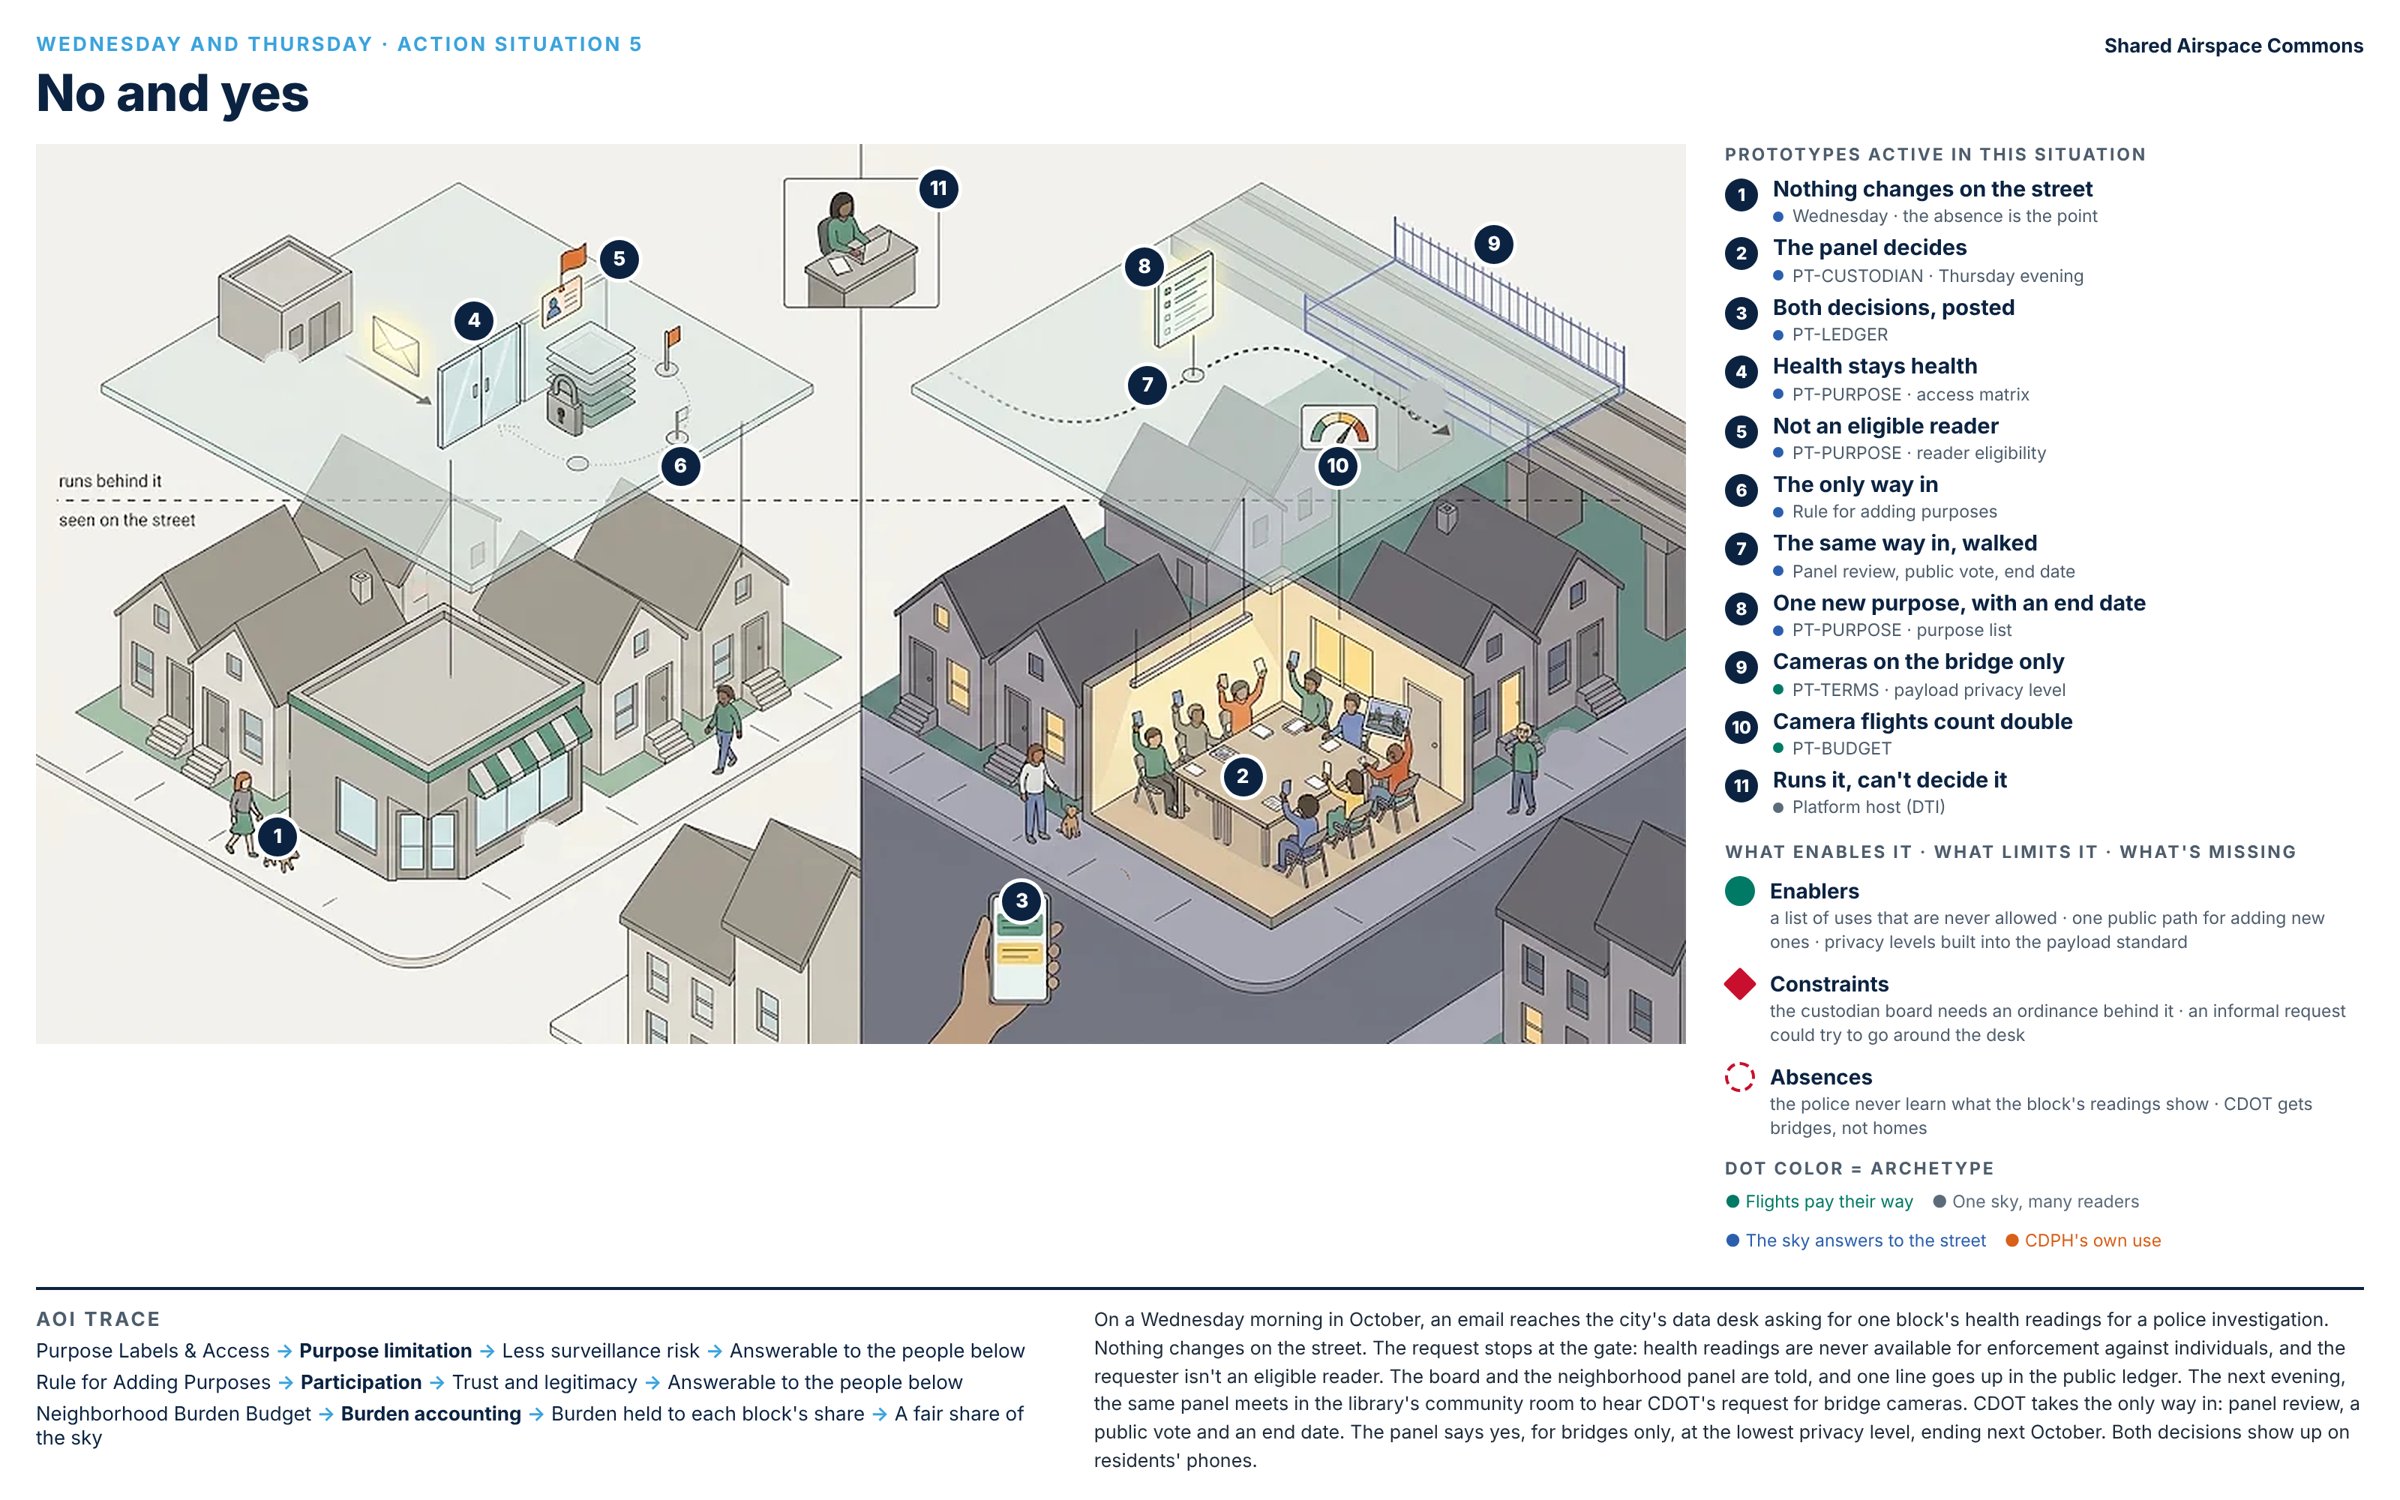 WEDNESDAY AND THURSDAY · ACTION SITUATION 5
Shared Airspace Commons
No and yes
11
5
8
9
4
7
6
10
runs behind it
seen on the street
2
1
3
PROTOTYPES ACTIVE IN THIS SITUATION
1 Nothing changes on the street
Wednesday · the absence is the point
2 The panel decides
PT-CUSTODIAN · Thursday evening
3 Both decisions, posted
PT-LEDGER
4 Health stays health
PT-PURPOSE · access matrix
5 Not an eligible reader
PT-PURPOSE · reader eligibility
6 The only way in
Rule for adding purposes
7 The same way in, walked
Panel review, public vote, end date
8 One new purpose, with an end date
PT-PURPOSE · purpose list
9 Cameras on the bridge only
PT-TERMS · payload privacy level
10 Camera flights count double
PT-BUDGET
11 Runs it, can't decide it
Platform host (DTI)
WHAT ENABLES IT · WHAT LIMITS IT · WHAT'S MISSING
Enablers
a list of uses that are never allowed · one public path for adding new
ones · privacy levels built into the payload standard
Constraints
the custodian board needs an ordinance behind it · an informal request
could try to go around the desk
Absences
the police never learn what the block's readings show · CDOT gets
bridges, not homes
DOT COLOR = ARCHETYPE
Flights pay their way One sky, many readers
The sky answers to the street CDPH's own use
AOI TRACE
Purpose Labels & Access → Purpose limitation → Less surveillance risk → Answerable to the people below
Rule for Adding Purposes → Participation → Trust and legitimacy → Answerable to the people below
Neighborhood Burden Budget → Burden accounting → Burden held to each block's share → A fair share of
the sky
On a Wednesday morning in October, an email reaches the city's data desk asking for one block's health readings for a police investigation.
Nothing changes on the street. The request stops at the gate: health readings are never available for enforcement against individuals, and the
requester isn't an eligible reader. The board and the neighborhood panel are told, and one line goes up in the public ledger. The next evening,
the same panel meets in the library's community room to hear CDOT's request for bridge cameras. CDOT takes the only way in: panel review, a
public vote and an end date. The panel says yes, for bridges only, at the lowest privacy level, ending next October. Both decisions show up on
residents' phones.